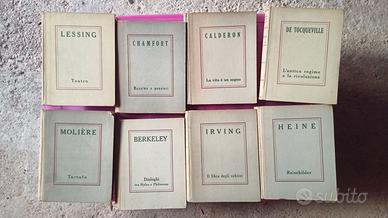 LESSING
Teatro
CHAMFORT
Massime e pensieri
CALDERON
La vita è un sogno
DE TOCQUEVILLE
L'antico regime
e la rivoluzione
MOLIÈRE
Tartufo
BERKELEY
Dialoghi
tra Hylas e Philonous
IRVING
Il libro degli schizzi
HEINE
Reisebilder
subito